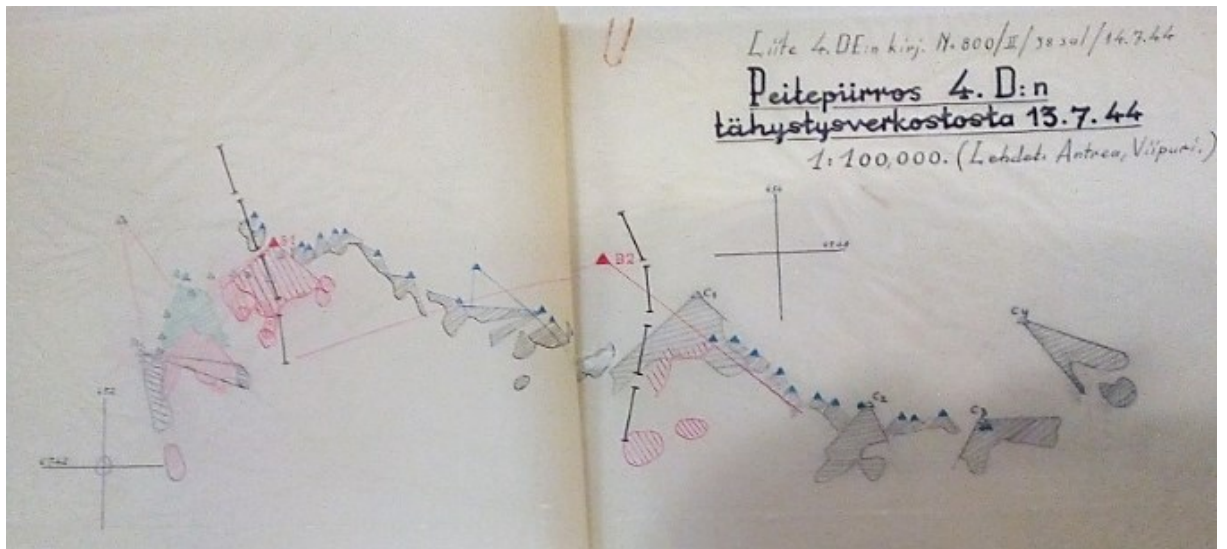 Liite 4. DE:n kirj. N. 800/II/38 sal/14.7.44
Peitepiirros 4. D:n
tähystysverkostosta 13.7.44
1:100,000. (Lehdet: Antrea, Viipuri.)
B1
B2
C1
C4
C2
C3